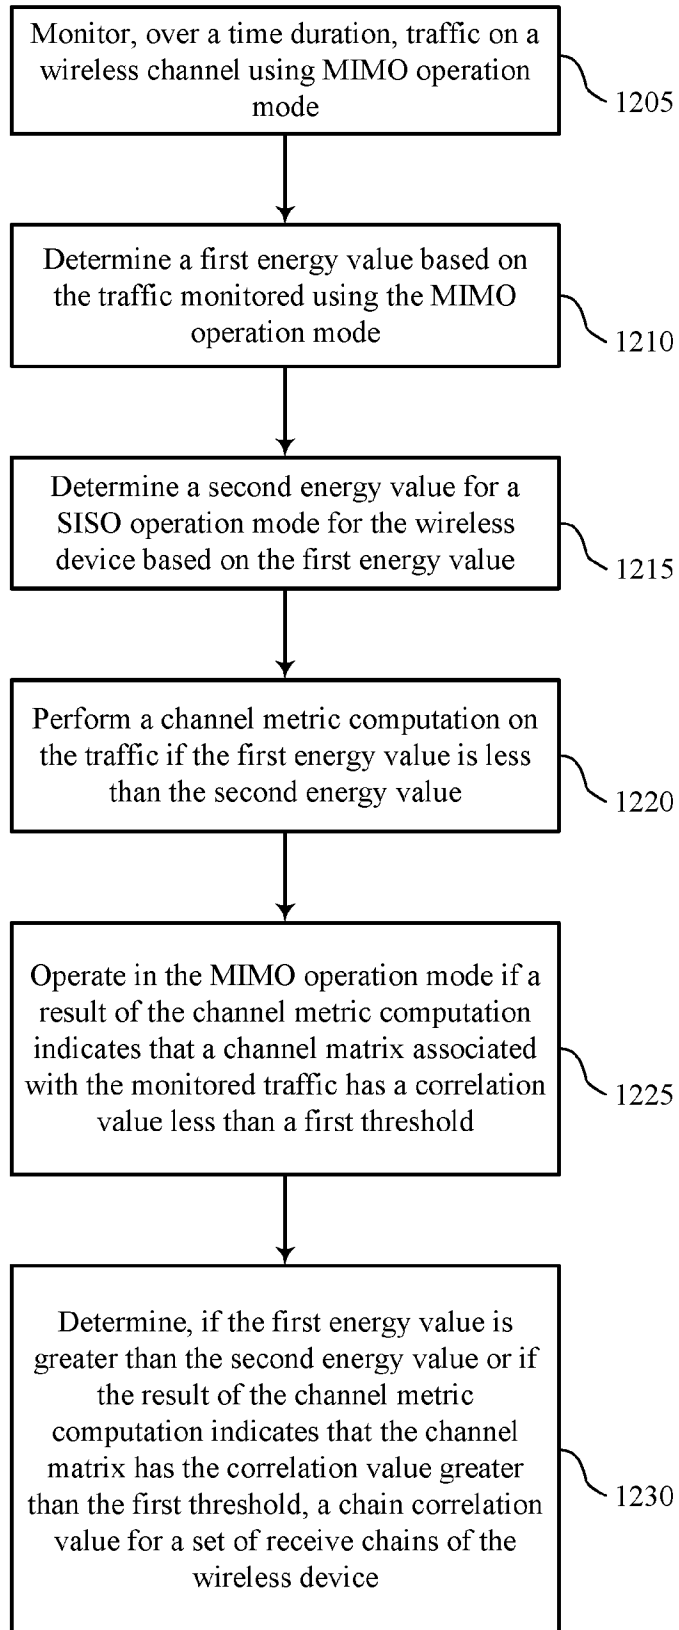 Monitor, over a time duration, traffic on a
wireless channel using MIMO operation
mode
1205
Determine a first energy value based on
the traffic monitored using the MIMO
operation mode
1210
Determine a second energy value for a
SISO operation mode for the wireless
device based on the first energy value
1215
Perform a channel metric computation on
the traffic if the first energy value is less
than the second energy value
1220
Operate in the MIMO operation mode if a
result of the channel metric computation
indicates that a channel matrix associated
with the monitored traffic has a correlation
value less than a first threshold
1225
Determine, if the first energy value is
greater than the second energy value or if
the result of the channel metric
computation indicates that the channel
matrix has the correlation value greater
than the first threshold, a chain correlation
value for a set of receive chains of the
wireless device
1230